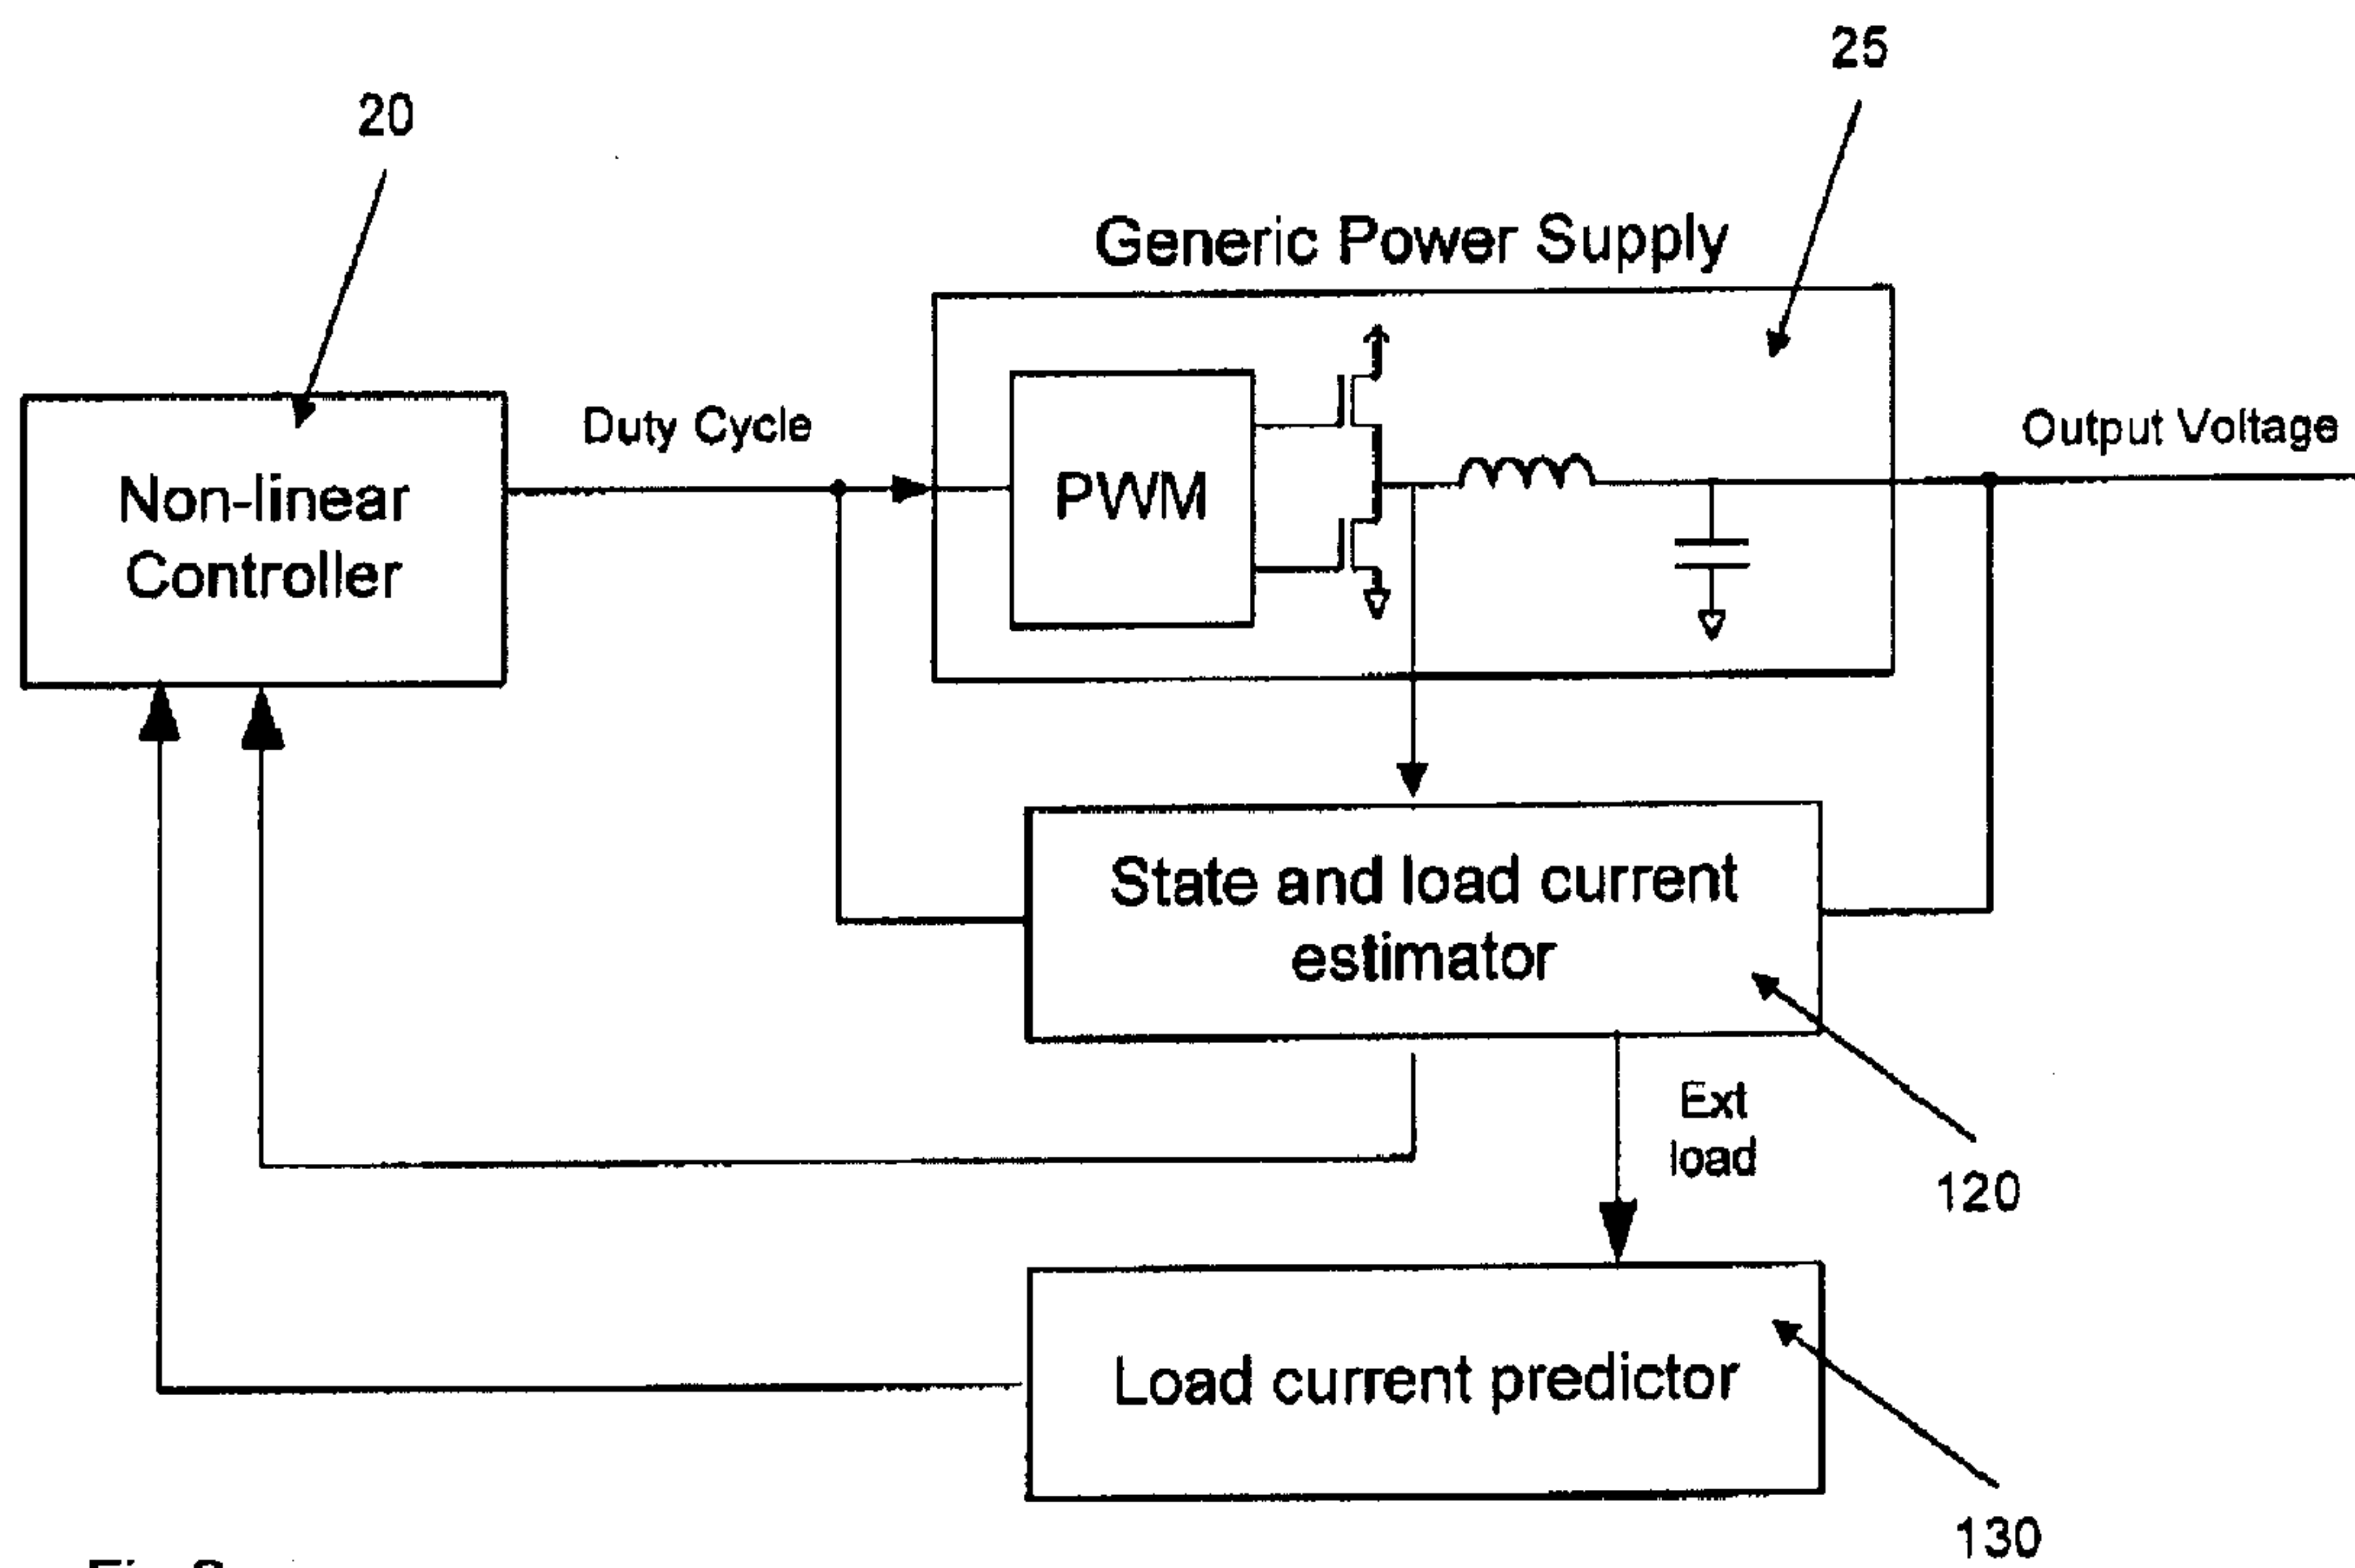 25
20
Generic Power Supply
Duty Cycle
Output Voltage
PWM
Non-linear
Controller
State and load current
estimator
Ext
load
120
Load current predictor
130